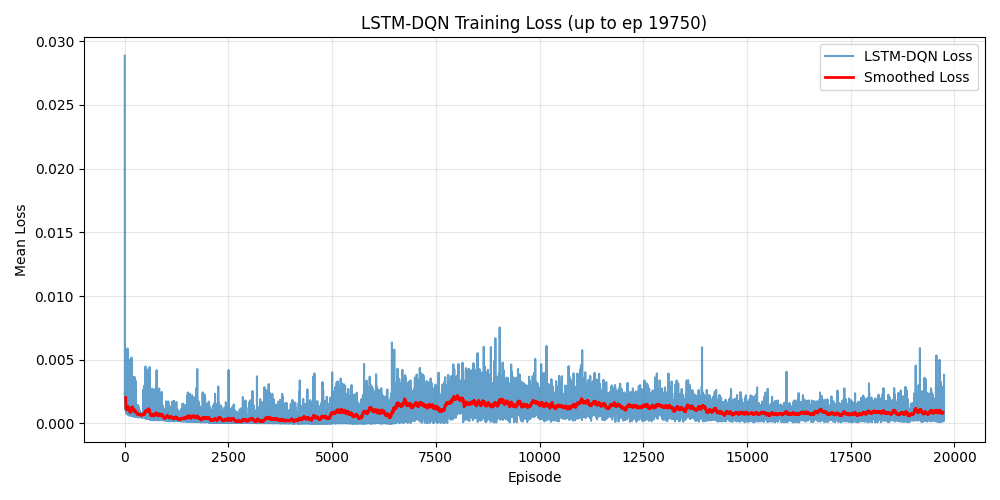 LSTM-DQN Training Loss (up to ep 19750)
LSTM-DQN Loss
Smoothed Loss
Mean Loss
0.030
0.025
0.020
0.015
0.010
0.005
0.000
0 2500 5000 7500 10000 12500 15000 17500 20000
Episode